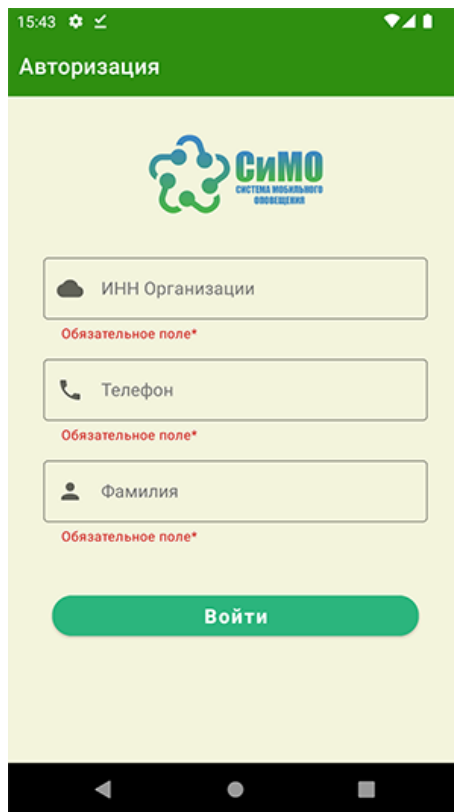 15:43
Авторизация
СиМО
СИСТЕМА МОБИЛЬНОГО
ОПОВЕЩЕНИЯ
ИНН Организации
Обязательное поле*
Телефон
Обязательное поле*
Фамилия
Обязательное поле*
Войти